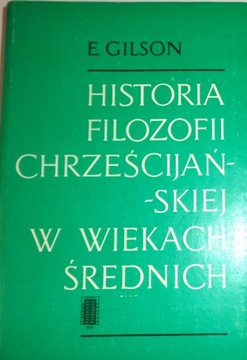 E. GILSON
HISTORIA
FILOZOFII
CHRZEŚCIJAŃ-
-SKIEJ
W WIEKACH
ŚREDNICH